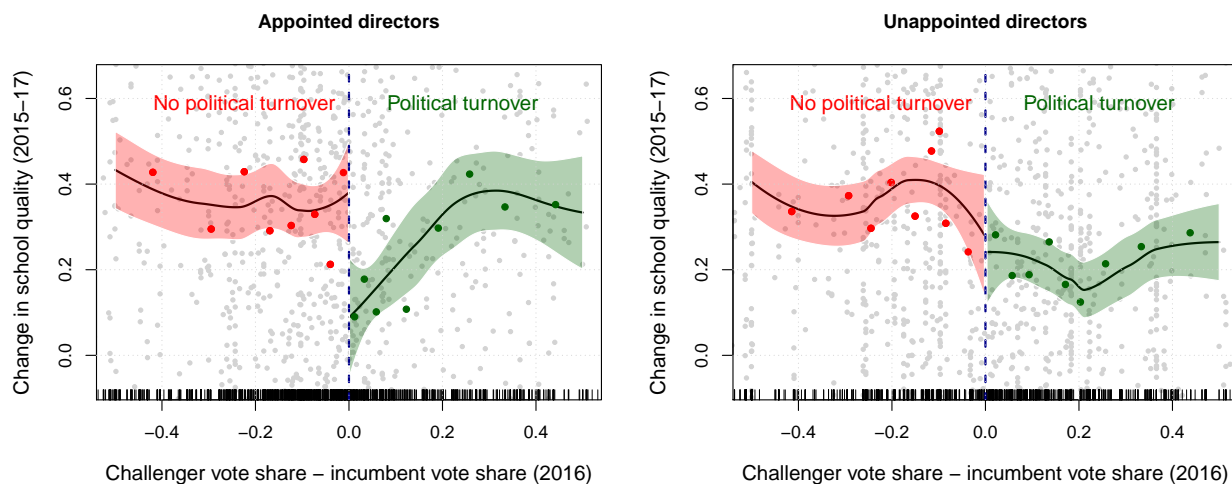 Appointed directors
Change in school quality (2015−17)
0.6
0.4
0.2
0.0
No political turnover
Political turnover
−0.4
−0.2
0.0
0.2
0.4
Challenger vote share − incumbent vote share (2016)
Unappointed directors
Change in school quality (2015−17)
0.6
0.4
0.2
0.0
No political turnover
Political turnover
−0.4
−0.2
0.0
0.2
0.4
Challenger vote share − incumbent vote share (2016)